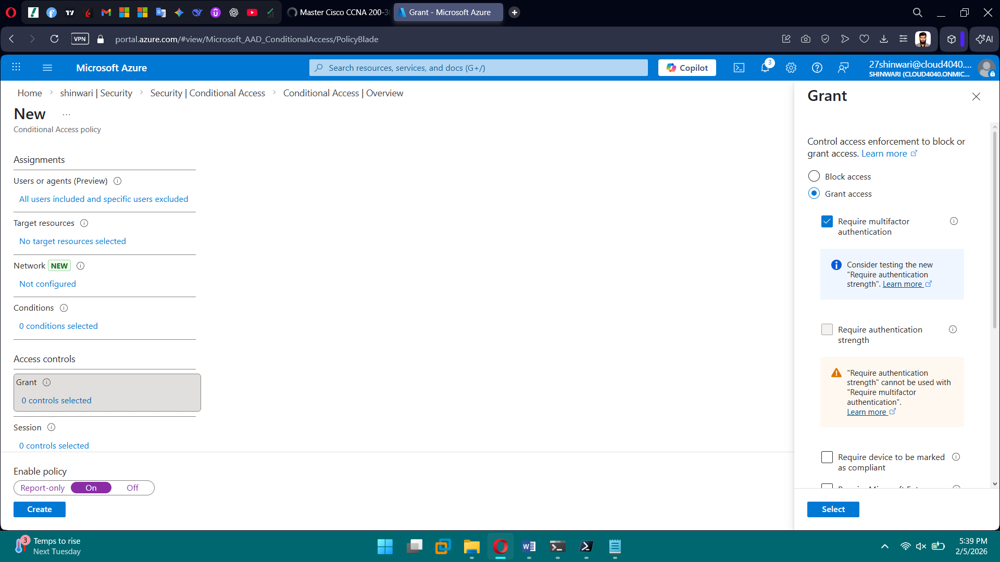 Master Cisco CCNA 200-30
Grant - Microsoft Azure
VPN
portal.azure.com/#view/Microsoft_AAD_ConditionalAccess/PolicyBlade
AI
Microsoft Azure
Search resources, services, and docs (G+/)
Copilot
3
27shinwari@cloud4040....
SHINWARI (CLOUD4040.ONMIC...
Home > shinwari | Security > Security | Conditional Access > Conditional Access | Overview
New ...
Conditional Access policy
Assignments
Users or agents (Preview)
All users included and specific users excluded
Target resources
No target resources selected
Network NEW
Not configured
Conditions
0 conditions selected
Access controls
Grant
0 controls selected
Session
0 controls selected
Enable policy
Report-only On Off
Create
Grant
Control access enforcement to block or
grant access. Learn more
Block access
Grant access
Require multifactor
authentication
Consider testing the new
"Require authentication
strength". Learn more
Require authentication
strength
"Require authentication
strength" cannot be used with
"Require multifactor
authentication".
Learn more
Require device to be marked
as compliant
Select
3
Temps to rise
Next Tuesday
5:39 PM
2/5/2026